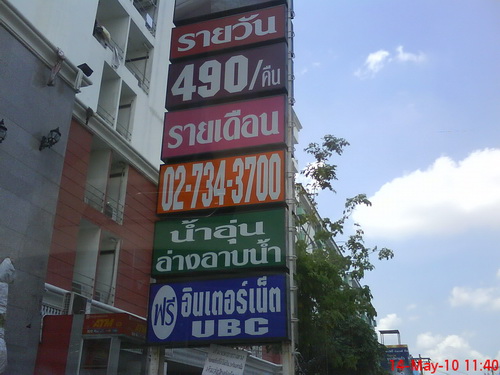 รายวัน
490/คืน
รายเดือน
02-734-3700
น้ำอุ่น
อ่างอาบน้ำ
ฟรี อินเตอร์เน็ต
UBC
ATM
14-May-10 11:40